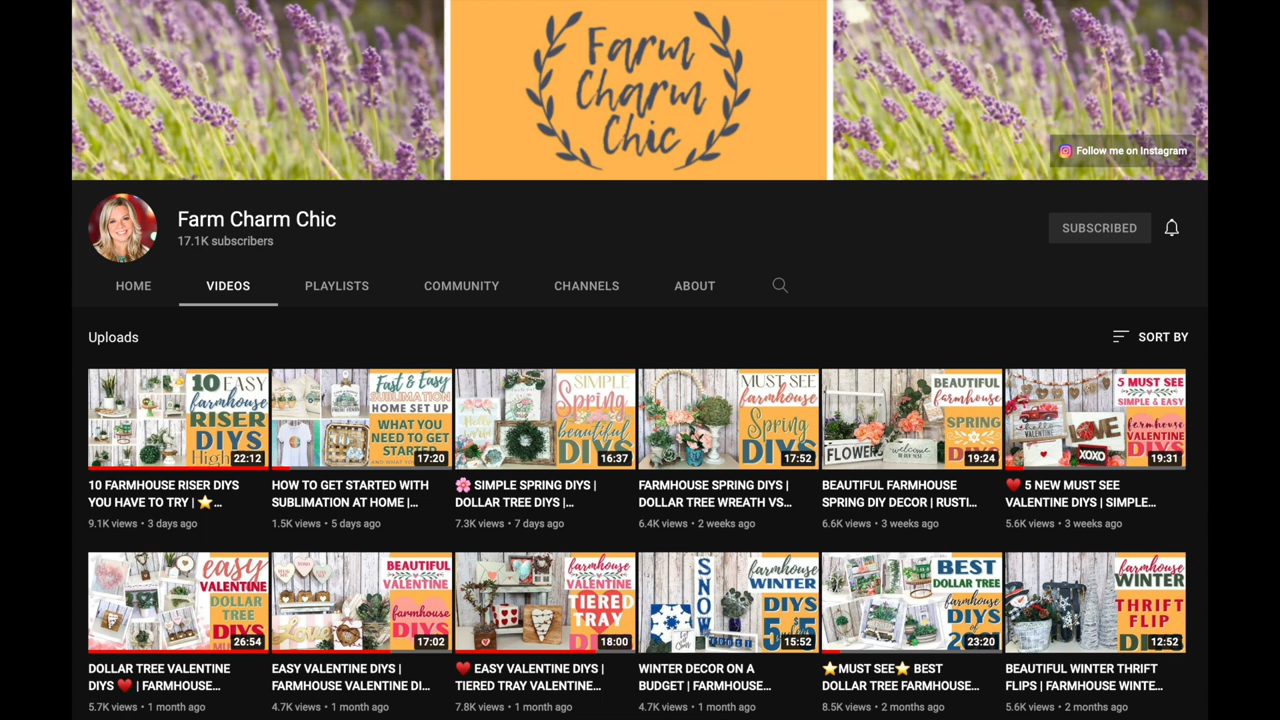 Farm
Charm
Chic
Follow me on Instagram
Farm Charm Chic
17.1K subscribers
SUBSCRIBED
HOME VIDEOS PLAYLISTS COMMUNITY CHANNELS ABOUT
Uploads
SORT BY
10 EASY
farmhouse
RISER
DIYS
High
22:12
10 FARMHOUSE RISER DIYS
YOU HAVE TO TRY | ⭐...
9.1K views • 3 days ago
Fast & Easy
SUBLIMATION
HOME SET UP
WHAT YOU
NEED TO GET
STARTED
17:20
HOW TO GET STARTED WITH
SUBLIMATION AT HOME |...
1.5K views • 5 days ago
SIMPLE
Spring
beautiful
DIYS
16:37
🌸 SIMPLE SPRING DIYS |
DOLLAR TREE DIYS |...
7.3K views • 7 days ago
MUST SEE
farmhouse
Spring
DIYS
17:52
FARMHOUSE SPRING DIYS |
DOLLAR TREE WREATH VS...
6.4K views • 2 weeks ago
FLOWERS
welcome
BEAUTIFUL
farmhouse
SPRING
DIYS
19:24
BEAUTIFUL FARMHOUSE
SPRING DIY DECOR | RUSTI...
6.6K views • 3 weeks ago
hello
VALENTINE
LOVE
XOXO
5 MUST SEE
SIMPLE & EASY
farmhouse
VALENTINE
DIYS
19:31
❤️ 5 NEW MUST SEE
VALENTINE DIYS | SIMPLE...
5.6K views • 3 weeks ago
easy
VALENTINE
DOLLAR
TREE
DIYS
26:54
DOLLAR TREE VALENTINE
DIYS ❤️ | FARMHOUSE...
5.7K views • 1 month ago
BEAUTIFUL
VALENTINE
farmhouse
DIYS
17:02
EASY VALENTINE DIYS |
FARMHOUSE VALENTINE DI...
4.7K views • 1 month ago
farmhouse
VALENTINE
TIERED
TRAY
18:00
❤️ EASY VALENTINE DIYS |
TIERED TRAY VALENTINE...
7.8K views • 1 month ago
SNOW
farmhouse
WINTER
DIYS
15:52
WINTER DECOR ON A
BUDGET | FARMHOUSE...
4.7K views • 1 month ago
BEST
DOLLAR TREE
farmhouse
DIYS
23:20
⭐MUST SEE⭐ BEST
DOLLAR TREE FARMHOUSE...
8.5K views • 2 months ago
farmhouse
WINTER
THRIFT
FLIP
12:52
BEAUTIFUL WINTER THRIFT
FLIPS | FARMHOUSE WINTE...
5.6K views • 2 months ago